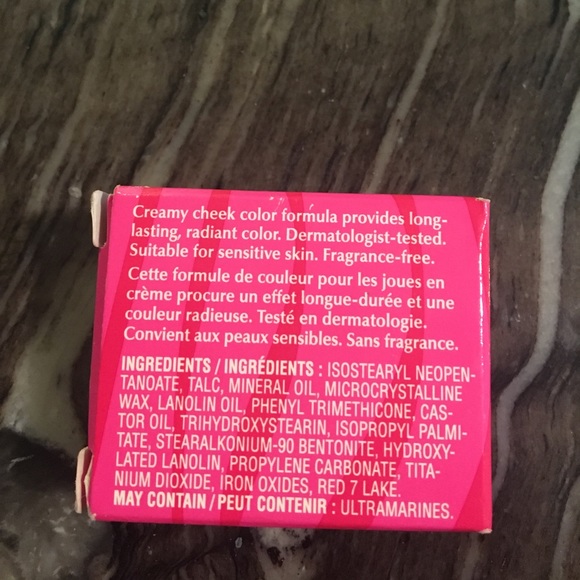 Creamy cheek color formula provides long-
lasting, radiant color. Dermatologist-tested.
Suitable for sensitive skin. Fragrance-free.
Cette formule de couleur pour les joues en
crème procure un effet longue-durée et une
couleur radieuse. Testé en dermatologie.
Convient aux peaux sensibles. Sans fragrance.
INGREDIENTS / INGRÉDIENTS : ISOSTEARYL NEOPEN-
TANOATE, TALC, MINERAL OIL, MICROCRYSTALLINE
WAX, LANOLIN OIL, PHENYL TRIMETHICONE, CAS-
TOR OIL, TRIHYDROXYSTEARIN, ISOPROPYL PALMI-
TATE, STEARALKONIUM-90 BENTONITE, HYDROXY-
LATED LANOLIN, PROPYLENE CARBONATE, TITA-
NIUM DIOXIDE, IRON OXIDES, RED 7 LAKE.
MAY CONTAIN / PEUT CONTENIR : ULTRAMARINES.